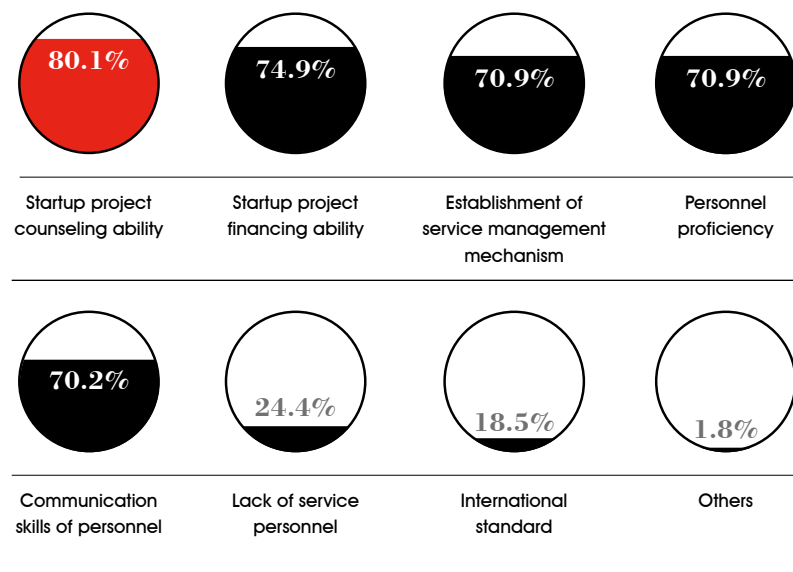 80.1%
74.9%
70.9%
70.9%
Startup project
counseling ability
Startup project
financing ability
Establishment of
service management
mechanism
Personnel
proficiency
70.2%
24.4%
18.5%
1.8%
Communication
skills of personnel
Lack of service
personnel
International
standard
Others